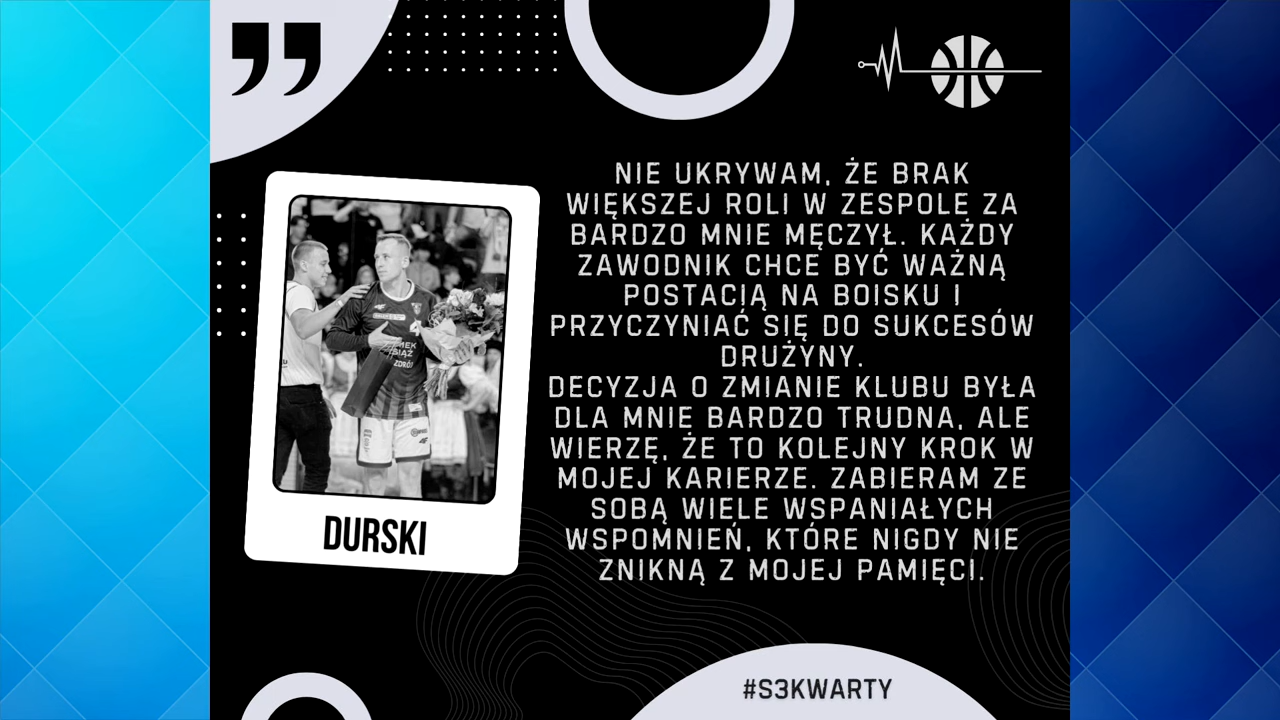 NIE UKRYWAM, ŻE BRAK
WIĘKSZEJ ROLI W ZESPOLE ZA
BARDZO MNIE MĘCZYŁ. KAŻDY
ZAWODNIK CHCE BYĆ WAŻNĄ
POSTACIĄ NA BOISKU I
PRZYCZYNIAĆ SIĘ DO SUKCESÓW
DRUŻYNY.
DECYZJA O ZMIANIE KLUBU BYŁA
DLA MNIE BARDZO TRUDNA, ALE
WIERZĘ, ŻE TO KOLEJNY KROK W
MOJEJ KARIERZE. ZABIERAM ZE
SOBĄ WIELE WSPANIAŁYCH
WSPOMNIEŃ, KTÓRE NIGDY NIE
ZNIKNĄ Z MOJEJ PAMIĘCI.
DURSKI
#S3KWARTY